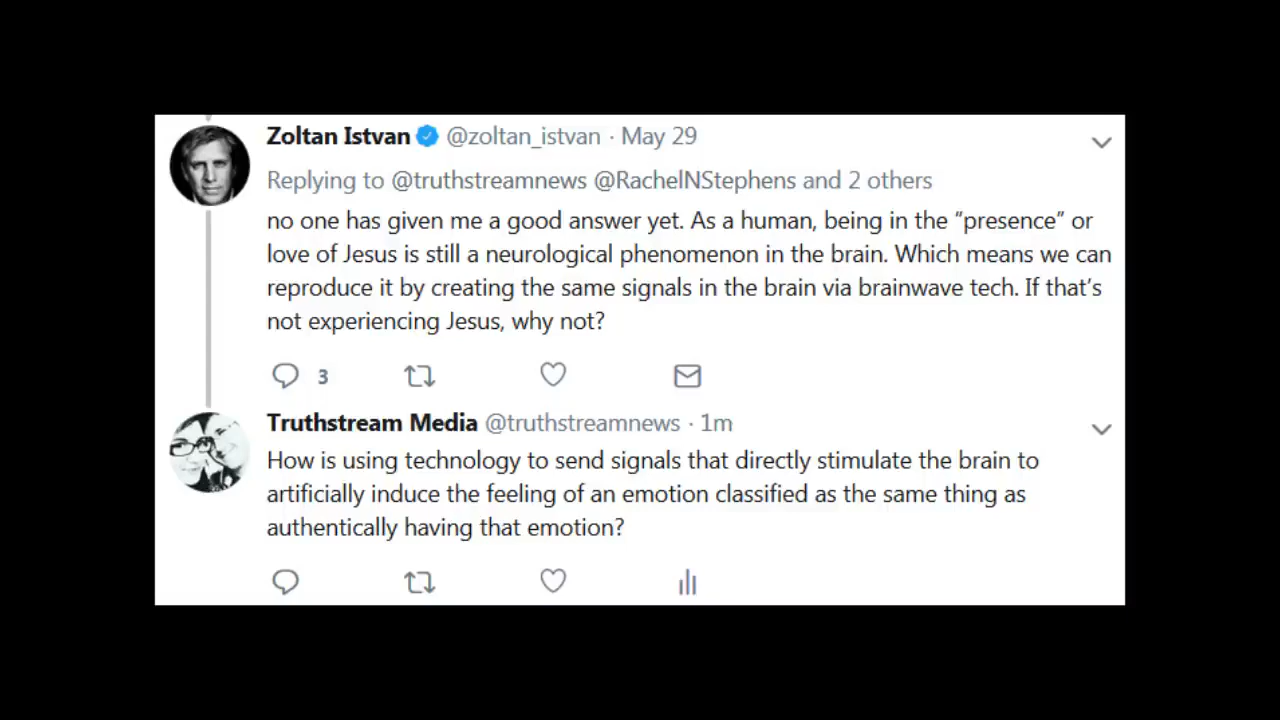 Zoltan Istvan @zoltan_istvan · May 29
Replying to @truthstreamnews @RachelNStephens and 2 others
no one has given me a good answer yet. As a human, being in the “presence” or
love of Jesus is still a neurological phenomenon in the brain. Which means we can
reproduce it by creating the same signals in the brain via brainwave tech. If that’s
not experiencing Jesus, why not?
3
Truthstream Media @truthstreamnews · 1m
How is using technology to send signals that directly stimulate the brain to
artificially induce the feeling of an emotion classified as the same thing as
authentically having that emotion?